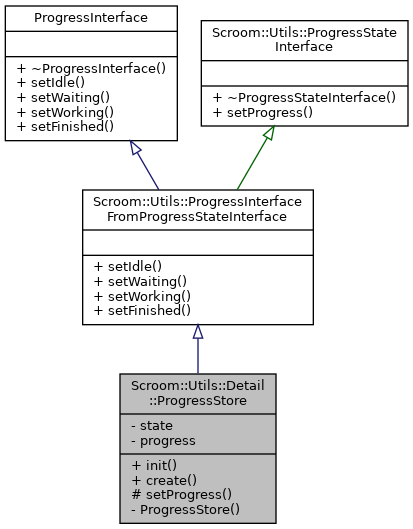 ProgressInterface
+ ~ProgressInterface()
+ setIdle()
+ setWaiting()
+ setWorking()
+ setFinished()
Scroom::Utils::ProgressState
Interface
+ ~ProgressStateInterface()
+ setProgress()
Scroom::Utils::ProgressInterface
FromProgressStateInterface
+ setIdle()
+ setWaiting()
+ setWorking()
+ setFinished()
Scroom::Utils::Detail
::ProgressStore
- state
- progress
+ init()
+ create()
# setProgress()
- ProgressStore()